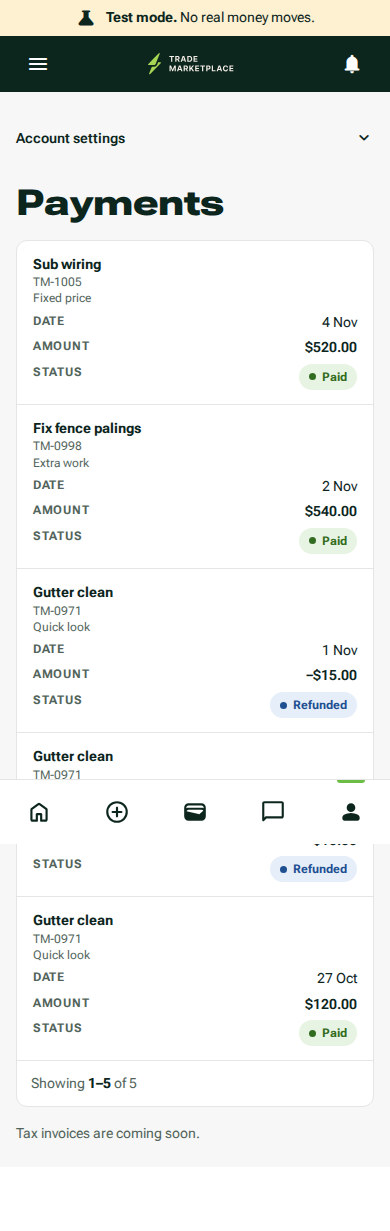 Test mode. No real money moves.
TRADE
MARKETPLACE
Account settings
Payments
Sub wiring
TM-1005
Fixed price
DATE 4 Nov
AMOUNT $520.00
STATUS Paid
Fix fence palings
TM-0998
Extra work
DATE 2 Nov
AMOUNT $540.00
STATUS Paid
Gutter clean
TM-0971
Quick look
DATE 1 Nov
AMOUNT –$15.00
STATUS Refunded
Gutter clean
TM-0971
STATUS Refunded
Gutter clean
TM-0971
Quick look
DATE 27 Oct
AMOUNT $120.00
STATUS Paid
Showing 1–5 of 5
Tax invoices are coming soon.